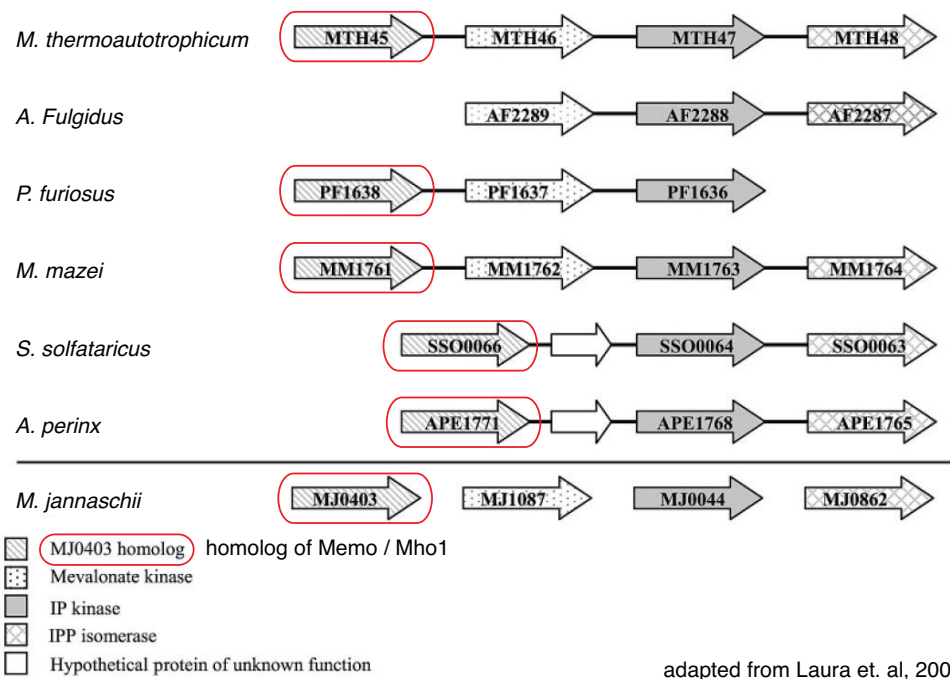 M. thermoautotrophicum MTH45 MTH46 MTH47 MTH48
A. Fulgidus AF2289 AF2288 AF2287
P. furiosus PF1638 PF1637 PF1636
M. mazei MM1761 MM1762 MM1763 MM1764
S. solfataricus SSO0066 SSO0064 SSO0063
A. perinx APE1771 APE1768 APE1765
M. jannaschii MJ0403 MJ1087 MJ0044 MJ0862
MJ0403 homolog homolog of Memo / Mho1
Mevalonate kinase
IP kinase
IPP isomerase
Hypothetical protein of unknown function
adapted from Laura et. al, 200